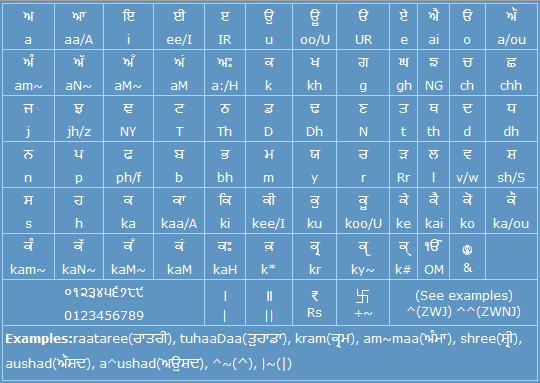 ਅ ਆ ਇ ਈ ੲ ਉ ਊ ੳ ਏ ਐ ਓ ਔ
a aa/A i ee/I IR u oo/U UR e ai o a/ou
ਅੰ ਅੱ ਅਁ ਅਂ ਅਃ ਕ ਖ ਗ ਘ ਙ ਚ ਛ
am~ aN~ aM~ aM a:/H k kh g gh NG ch chh
ਜ ਝ ਞ ਟ ਠ ਡ ਢ ਣ ਤ ਥ ਦ ਧ
j jh/z NY T Th D Dh N t th d dh
ਨ ਪ ਫ ਬ ਭ ਮ ਯ ਰ ੜ ਲ ਵ ਸ਼
n p ph/f b bh m y r Rr l v/w sh/S
ਸ ਹ ਕ ਕਾ ਕਿ ਕੀ ਕੁ ਕੂ ਕੇ ਕੈ ਕੋ ਕੌ
s h ka kaa/A ki kee/I ku koo/U ke kai ko ka/ou
ਕੰ ਕੱ ਕਁ ਕਂ ਕਃ ਕ਼ ਕ੍ਰ ਕ੍ ਕ੍ ੴ ☬
kam~ kaN~ kaM~ kaM kaH k* kr ky~ k# OM &
੦੧੨੩੪੫੬੭੮੯ । ॥ ₹ 卐 (See examples)
0123456789 | || Rs +~ ^(ZWJ) ^^(ZWNJ)
Examples:raataree(ਰਾਤਰੀ), tuhaaDaa(ਤੁਹਾਡਾ), kram(ਕ੍ਰਮ), am~maa(ਅੰਮਾ), shree(ਸ਼੍ਰੀ),
aushad(ਔਸ਼ਦ), a^ushad(ਅਉਸ਼ਦ), ^~(^), |~(|)